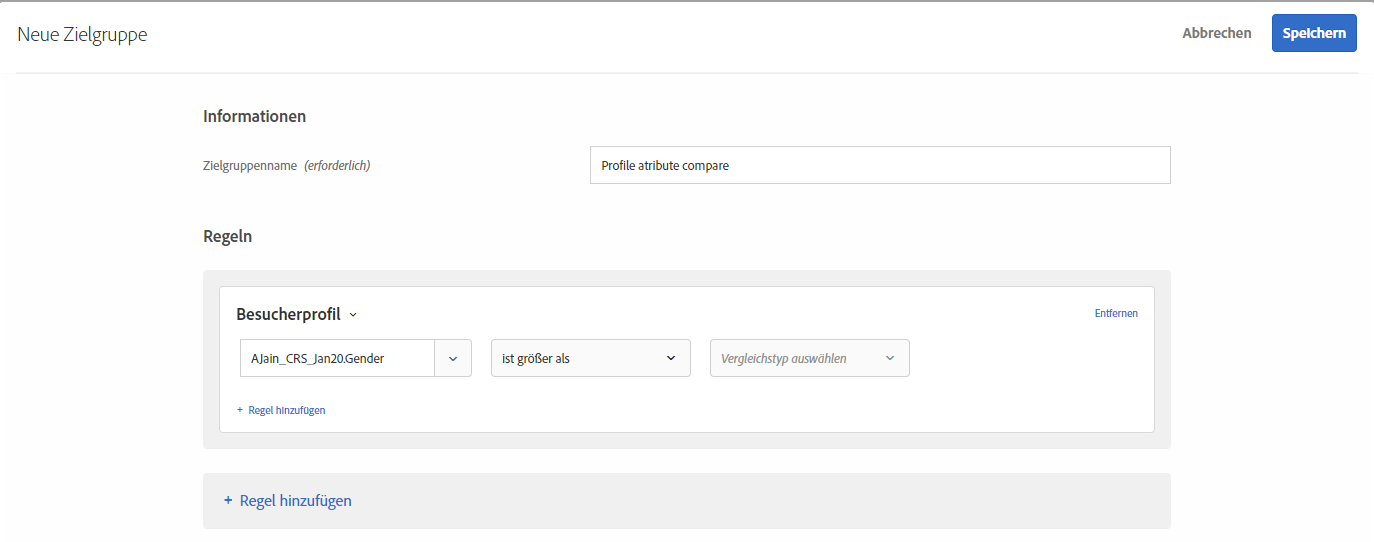 Neue Zielgruppe
Abbrechen
Speichern
Informationen
Zielgruppenname (erforderlich)
Profile atribute compare
Regeln
Besucherprofil
Entfernen
AJain_CRS_Jan20.Gender
ist größer als
Vergleichstyp auswählen
+ Regel hinzufügen
+ Regel hinzufügen